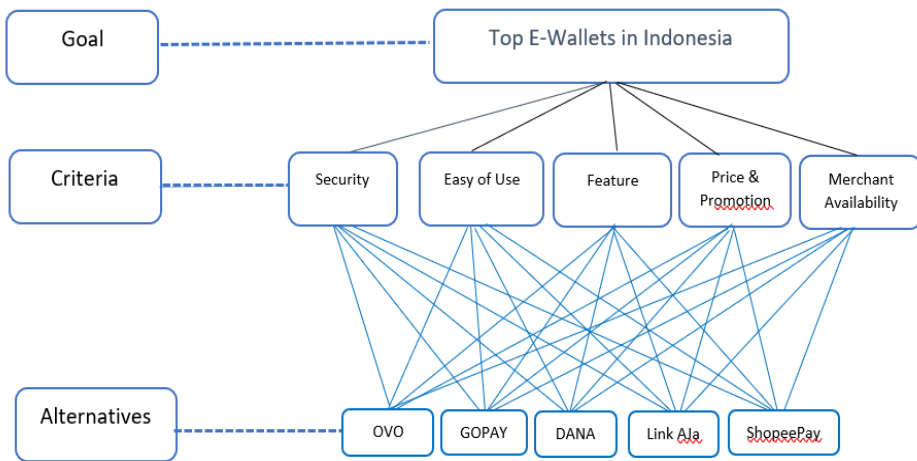 Goal
Top E-Wallets in Indonesia
Criteria
Security
Easy of Use
Feature
Price &
Promotion
Merchant
Availability
Alternatives
OVO
GOPAY
DANA
Link AJa
ShopeePay